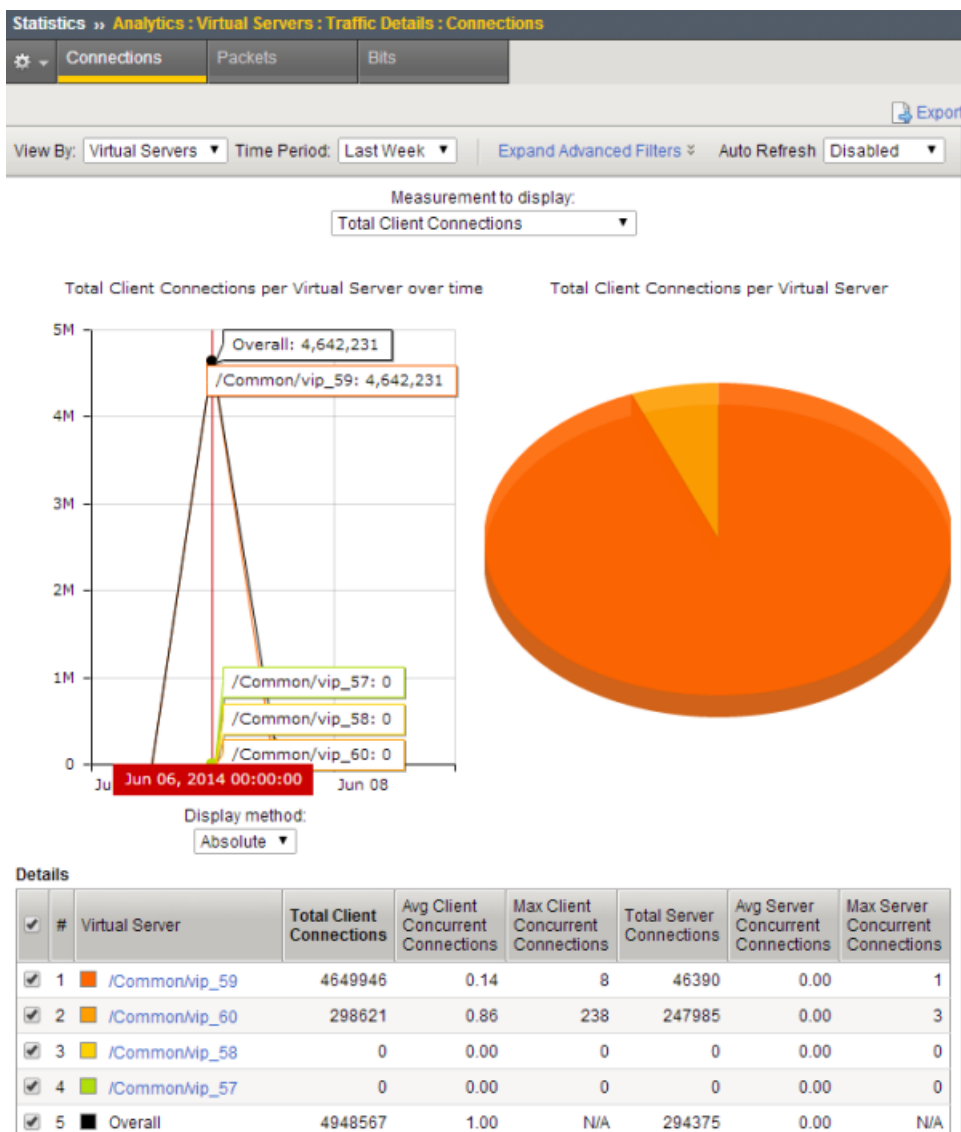 Statistics ›› Analytics : Virtual Servers : Traffic Details : Connections
Connections Packets Bits
Export
View By: Virtual Servers Time Period: Last Week Expand Advanced Filters Auto Refresh Disabled
Measurement to display:
Total Client Connections
Total Client Connections per Virtual Server over time
Total Client Connections per Virtual Server
5M
Overall: 4,642,231
/Common/vip_59: 4,642,231
4M
3M
2M
1M
/Common/vip_57: 0
/Common/vip_58: 0
/Common/vip_60: 0
0
Ju Jun 06, 2014 00:00:00 Jun 08
Display method:
Absolute
Details
# Virtual Server Total Client Connections Avg Client Concurrent Connections Max Client Concurrent Connections Total Server Connections Avg Server Concurrent Connections Max Server Concurrent Connections
1 /Common/vip_59 4649946 0.14 8 46390 0.00 1
2 /Common/vip_60 298621 0.86 238 247985 0.00 3
3 /Common/vip_58 0 0.00 0 0 0.00 0
4 /Common/vip_57 0 0.00 0 0 0.00 0
5 Overall 4948567 1.00 N/A 294375 0.00 N/A